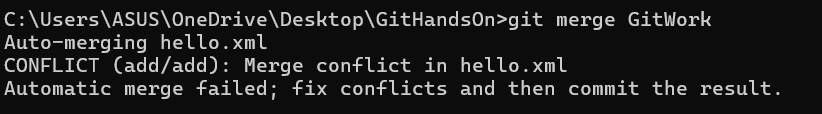 C:\Users\ASUS\OneDrive\Desktop\GitHandsOn>git merge GitWork
Auto-merging hello.xml
CONFLICT (add/add): Merge conflict in hello.xml
Automatic merge failed; fix conflicts and then commit the result.